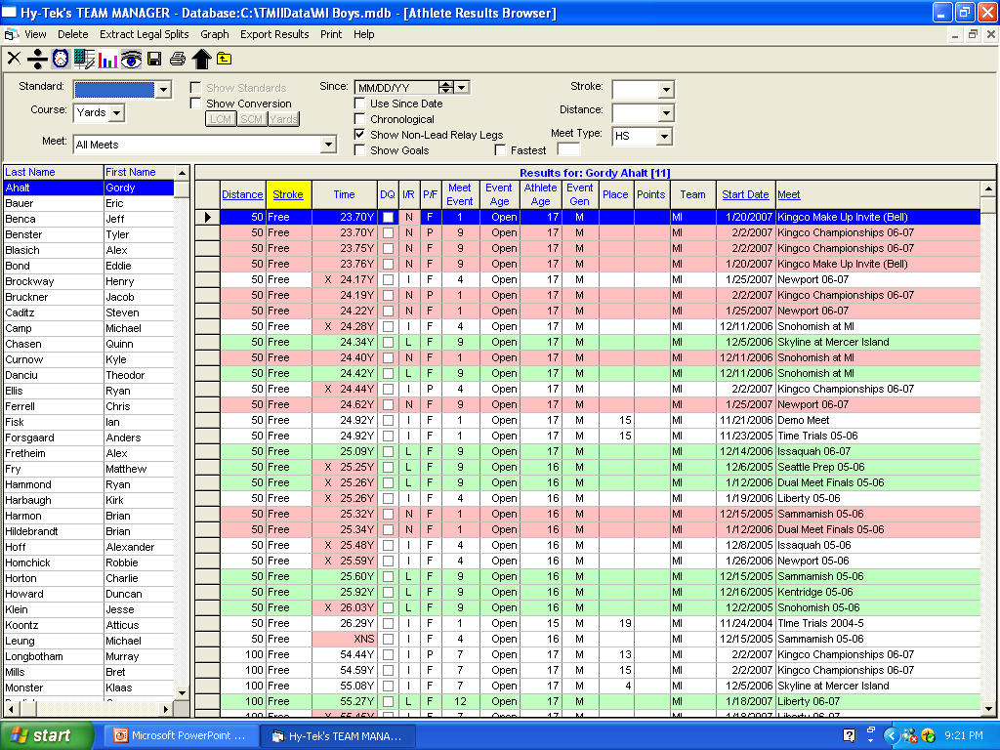 Hy-Tek's TEAM MANAGER - Database:C:\TMIIData\MI Boys.mdb - [Athlete Results Browser]
View Delete Extract Legal Splits Graph Export Results Print Help
Standard: Show Standards Since: MM/DD/YY Stroke:
Show Conversion Use Since Date
Course: Yards LCM SCM Yards Chronological Distance:
Show Non-Lead Relay Legs Meet Type: HS
Meet: All Meets Show Goals Fastest
Last Name First Name
Ahalt Gordy
Bauer Eric
Benca Jeff
Benster Tyler
Blasich Alex
Bond Eddie
Brockway Henry
Bruckner Jacob
Caditz Steven
Camp Michael
Chasen Quinn
Curnow Kyle
Danciu Theodor
Ellis Ryan
Ferrell Chris
Fisk Ian
Forsgaard Anders
Fretheim Alex
Fry Matthew
Hammond Ryan
Harbaugh Kirk
Harmon Brian
Hildebrandt Brian
Hoff Alexander
Homchick Robbie
Horton Charlie
Howard Duncan
Klein Jesse
Koontz Atticus
Leung Michael
Longbotham Murray
Mills Bret
Monster Klaas
Results for: Gordy Ahalt [11]
Distance Stroke Time DQ I/R P/F Meet Event Event Age Athlete Age Event Gen Place Points Team Start Date Meet
50 Free 23.70Y N F 1 Open 17 M MI 1/20/2007 Kingco Make Up Invite (Bell)
50 Free 23.70Y N P 9 Open 17 M MI 2/2/2007 Kingco Championships 06-07
50 Free 23.75Y N F 9 Open 17 M MI 2/2/2007 Kingco Championships 06-07
50 Free 23.76Y N F 9 Open 17 M MI 1/20/2007 Kingco Make Up Invite (Bell)
50 Free X 24.17Y I F 4 Open 17 M MI 1/25/2007 Newport 06-07
50 Free 24.19Y N P 1 Open 17 M MI 2/2/2007 Kingco Championships 06-07
50 Free 24.22Y N F 1 Open 17 M MI 1/25/2007 Newport 06-07
50 Free X 24.28Y I F 4 Open 17 M MI 12/11/2006 Snohomish at MI
50 Free 24.34Y L F 9 Open 17 M MI 12/5/2006 Skyline at Mercer Island
50 Free 24.40Y N F 1 Open 17 M MI 12/11/2006 Snohomish at MI
50 Free 24.42Y L F 9 Open 17 M MI 12/11/2006 Snohomish at MI
50 Free X 24.44Y I P 4 Open 17 M MI 2/2/2007 Kingco Championships 06-07
50 Free 24.62Y N F 9 Open 17 M MI 1/25/2007 Newport 06-07
50 Free 24.92Y I F 1 Open 17 M 15 MI 11/21/2006 Demo Meet
50 Free 24.92Y I F 1 Open 17 M 15 MI 11/23/2005 Time Trials 05-06
50 Free 25.09Y L F 9 Open 17 M MI 12/14/2006 Issaquah 06-07
50 Free X 25.25Y L F 9 Open 16 M MI 12/6/2005 Seattle Prep 05-06
50 Free X 25.26Y L F 9 Open 16 M MI 1/12/2006 Dual Meet Finals 05-06
50 Free X 25.26Y I F 4 Open 16 M MI 1/19/2006 Liberty 05-06
50 Free 25.32Y N F 1 Open 16 M MI 12/15/2005 Sammamish 05-06
50 Free 25.34Y N F 1 Open 16 M MI 1/12/2006 Dual Meet Finals 05-06
50 Free X 25.48Y I F 4 Open 16 M MI 12/8/2005 Issaquah 05-06
50 Free X 25.59Y I F 4 Open 16 M MI 1/26/2006 Newport 05-06
50 Free 25.60Y L F 9 Open 16 M MI 12/15/2005 Sammamish 05-06
50 Free 25.92Y L F 9 Open 16 M MI 12/16/2005 Kentridge 05-06
50 Free X 26.03Y L F 9 Open 16 M MI 12/2/2005 Snohomish 05-06
50 Free 26.29Y I F 1 Open 15 M 19 MI 11/24/2004 TIme Trials 2004-5
50 Free XNS I F 4 Open 16 M MI 12/15/2005 Sammamish 05-06
100 Free 54.44Y I P 7 Open 17 M 13 MI 2/2/2007 Kingco Championships 06-07
100 Free 54.59Y I F 7 Open 17 M 15 MI 2/2/2007 Kingco Championships 06-07
100 Free 55.08Y I F 7 Open 17 M 4 MI 12/5/2006 Skyline at Mercer Island
100 Free 55.27Y L F 12 Open 17 M MI 1/18/2007 Liberty 06-07
start Microsoft PowerPoint ... Hy-Tek's TEAM MANA... 9:21 PM